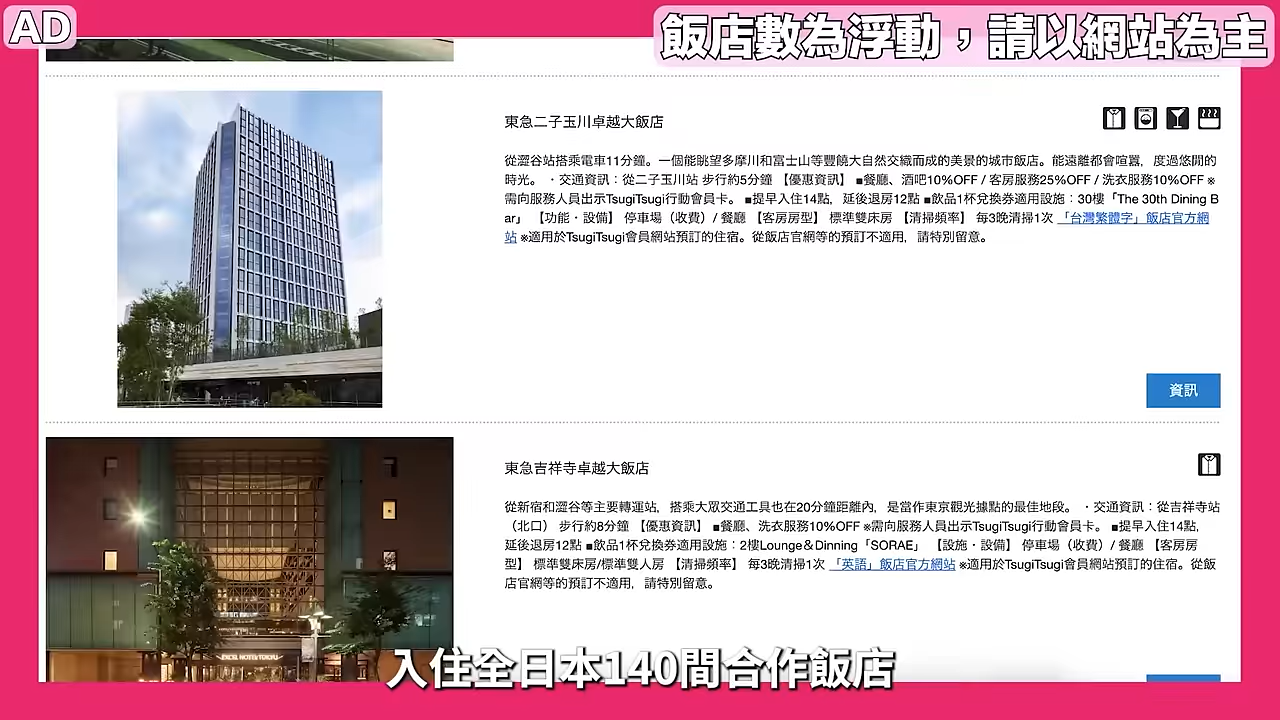 AD
飯店數為浮動，請以網站為主
東急二子玉川卓越大飯店
從澀谷站搭乘電車11分鐘。一個能眺望多摩川和富士山等豐饒大自然交織而成的美景的城市飯店。能遠離都會喧囂，度過悠閒的
時光。 ・交通資訊：從二子玉川站 步行約5分鐘 【優惠資訊】 ■餐廳、酒吧10%OFF / 客房服務25%OFF / 洗衣服務10%OFF ※
需向服務人員出示TsugiTsugi行動會員卡。 ■提早入住14點，延後退房12點 ■飲品1杯兌換券適用設施：30樓「The 30th Dining B
ar」 【功能・設備】 停車場（收費）/ 餐廳 【客房房型】 標準雙床房 【清掃頻率】 每3晚清掃1次 「台灣繁體字」飯店官方網
站 ※適用於TsugiTsugi會員網站預訂的住宿。從飯店官網等的預訂不適用，請特別留意。
資訊
東急吉祥寺卓越大飯店
從新宿和澀谷等主要轉運站，搭乘大眾交通工具也在20分鐘距離內，是當作東京觀光據點的最佳地段。 ・交通資訊：從吉祥寺站
（北口） 步行約8分鐘 【優惠資訊】 ■餐廳、洗衣服務10%OFF ※需向服務人員出示TsugiTsugi行動會員卡。 ■提早入住14點，
延後退房12點 ■飲品1杯兌換券適用設施：2樓Lounge＆Dinning「SORAE」 【設施・設備】 停車場（收費）/ 餐廳 【客房房
型】 標準雙床房/標準雙人房 【清掃頻率】 每3晚清掃1次 「英語」飯店官方網站 ※適用於TsugiTsugi會員網站預訂的住宿。從飯
店官網等的預訂不適用，請特別留意。
EXCEL HOTEL TOKYU
入住全日本140間合作飯店